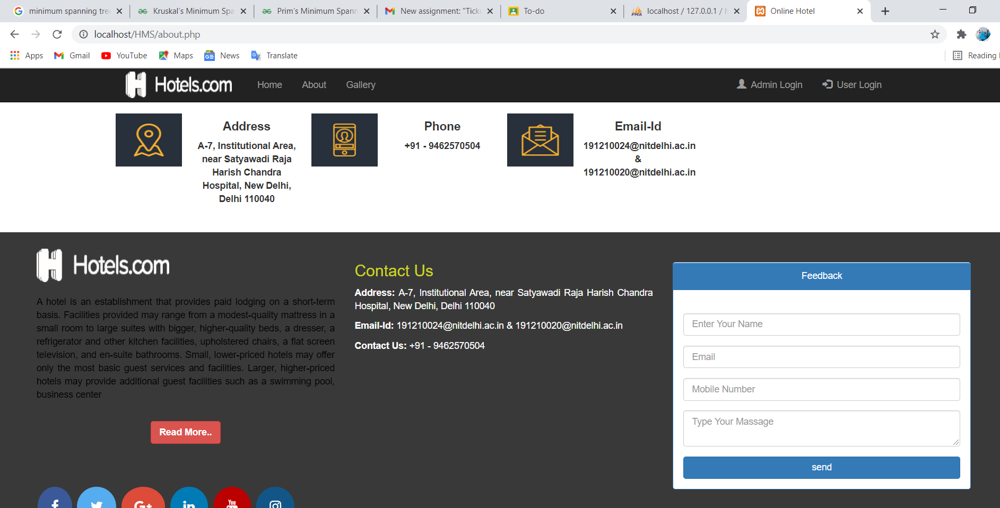 minimum spanning tre
Kruskal's Minimum Spa
Prim's Minimum Spann
New assignment: "Tick
To-do
localhost / 127.0.0.1 / h
Online Hotel
localhost/HMS/about.php
Apps
Gmail
YouTube
Maps
News
Translate
Reading
Hotels.com
Home
About
Gallery
Admin Login
User Login
Address
A-7, Institutional Area,
near Satyawadi Raja
Harish Chandra
Hospital, New Delhi,
Delhi 110040
Phone
+91 - 9462570504
Email-Id
191210024@nitdelhi.ac.in
&
191210020@nitdelhi.ac.in
Hotels.com
A hotel is an establishment that provides paid lodging on a short-term
basis. Facilities provided may range from a modest-quality mattress in a
small room to large suites with bigger, higher-quality beds, a dresser, a
refrigerator and other kitchen facilities, upholstered chairs, a flat screen
television, and en-suite bathrooms. Small, lower-priced hotels may offer
only the most basic guest services and facilities. Larger, higher-priced
hotels may provide additional guest facilities such as a swimming pool,
business center
Read More..
Contact Us
Address: A-7, Institutional Area, near Satyawadi Raja Harish Chandra
Hospital, New Delhi, Delhi 110040
Email-Id: 191210024@nitdelhi.ac.in & 191210020@nitdelhi.ac.in
Contact Us: +91 - 9462570504
Feedback
Enter Your Name
Email
Mobile Number
Type Your Massage
send